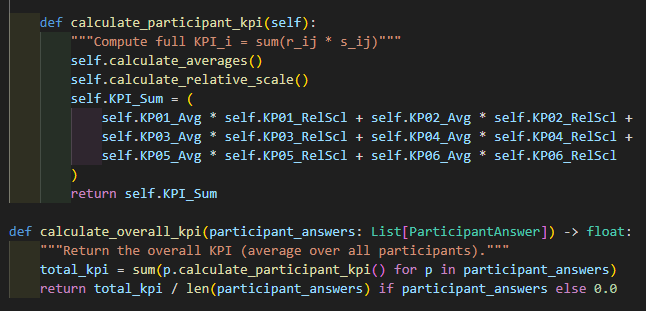 def calculate_participant_kpi(self):
        """Compute full KPI_i = sum(r_ij * s_ij)"""
        self.calculate_averages()
        self.calculate_relative_scale()
        self.KPI_Sum = (
            self.KP01_Avg * self.KP01_RelScl + self.KP02_Avg * self.KP02_RelScl +
            self.KP03_Avg * self.KP03_RelScl + self.KP04_Avg * self.KP04_RelScl +
            self.KP05_Avg * self.KP05_RelScl + self.KP06_Avg * self.KP06_RelScl
        )
        return self.KPI_Sum

def calculate_overall_kpi(participant_answers: List[ParticipantAnswer]) -> float:
    """Return the overall KPI (average over all participants)."""
    total_kpi = sum(p.calculate_participant_kpi() for p in participant_answers)
    return total_kpi / len(participant_answers) if participant_answers else 0.0